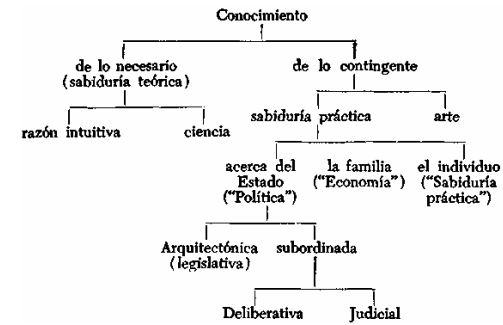 Conocimiento
de lo necesario
(sabiduría teórica)
de lo contingente
razón intuitiva
ciencia
sabiduría práctica
arte
acerca del
Estado
("Política")
la familia
("Economía")
el individuo
("Sabiduría
práctica")
Arquitectónica
(legislativa)
subordinada
Deliberativa
Judicial